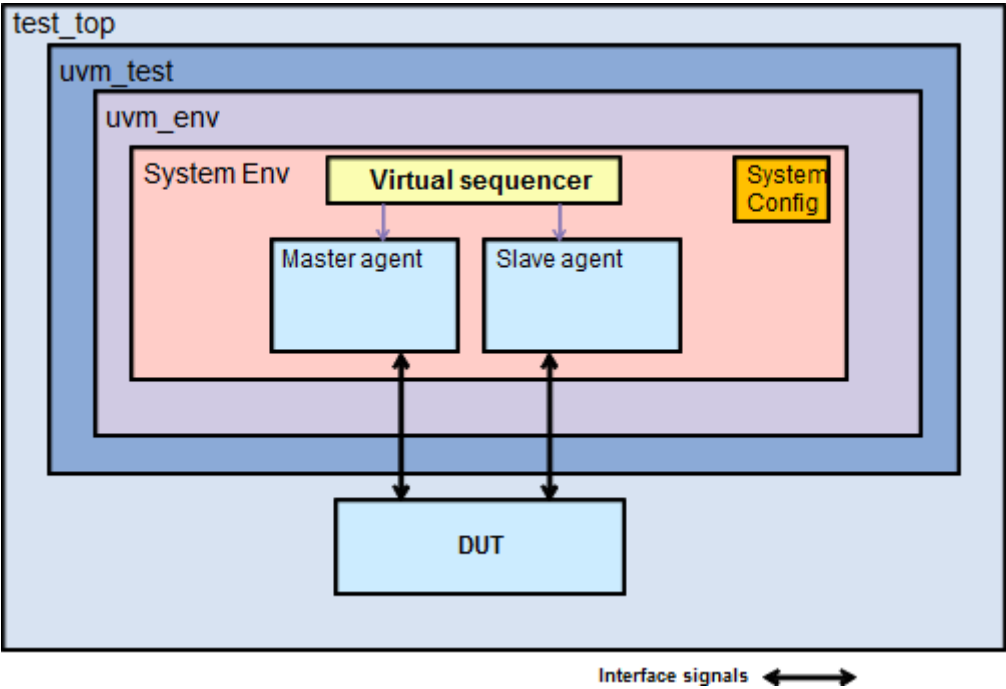 test_top
uvm_test
uvm_env
System Env
Virtual sequencer
System
Config
Master agent
Slave agent
DUT
Interface signals